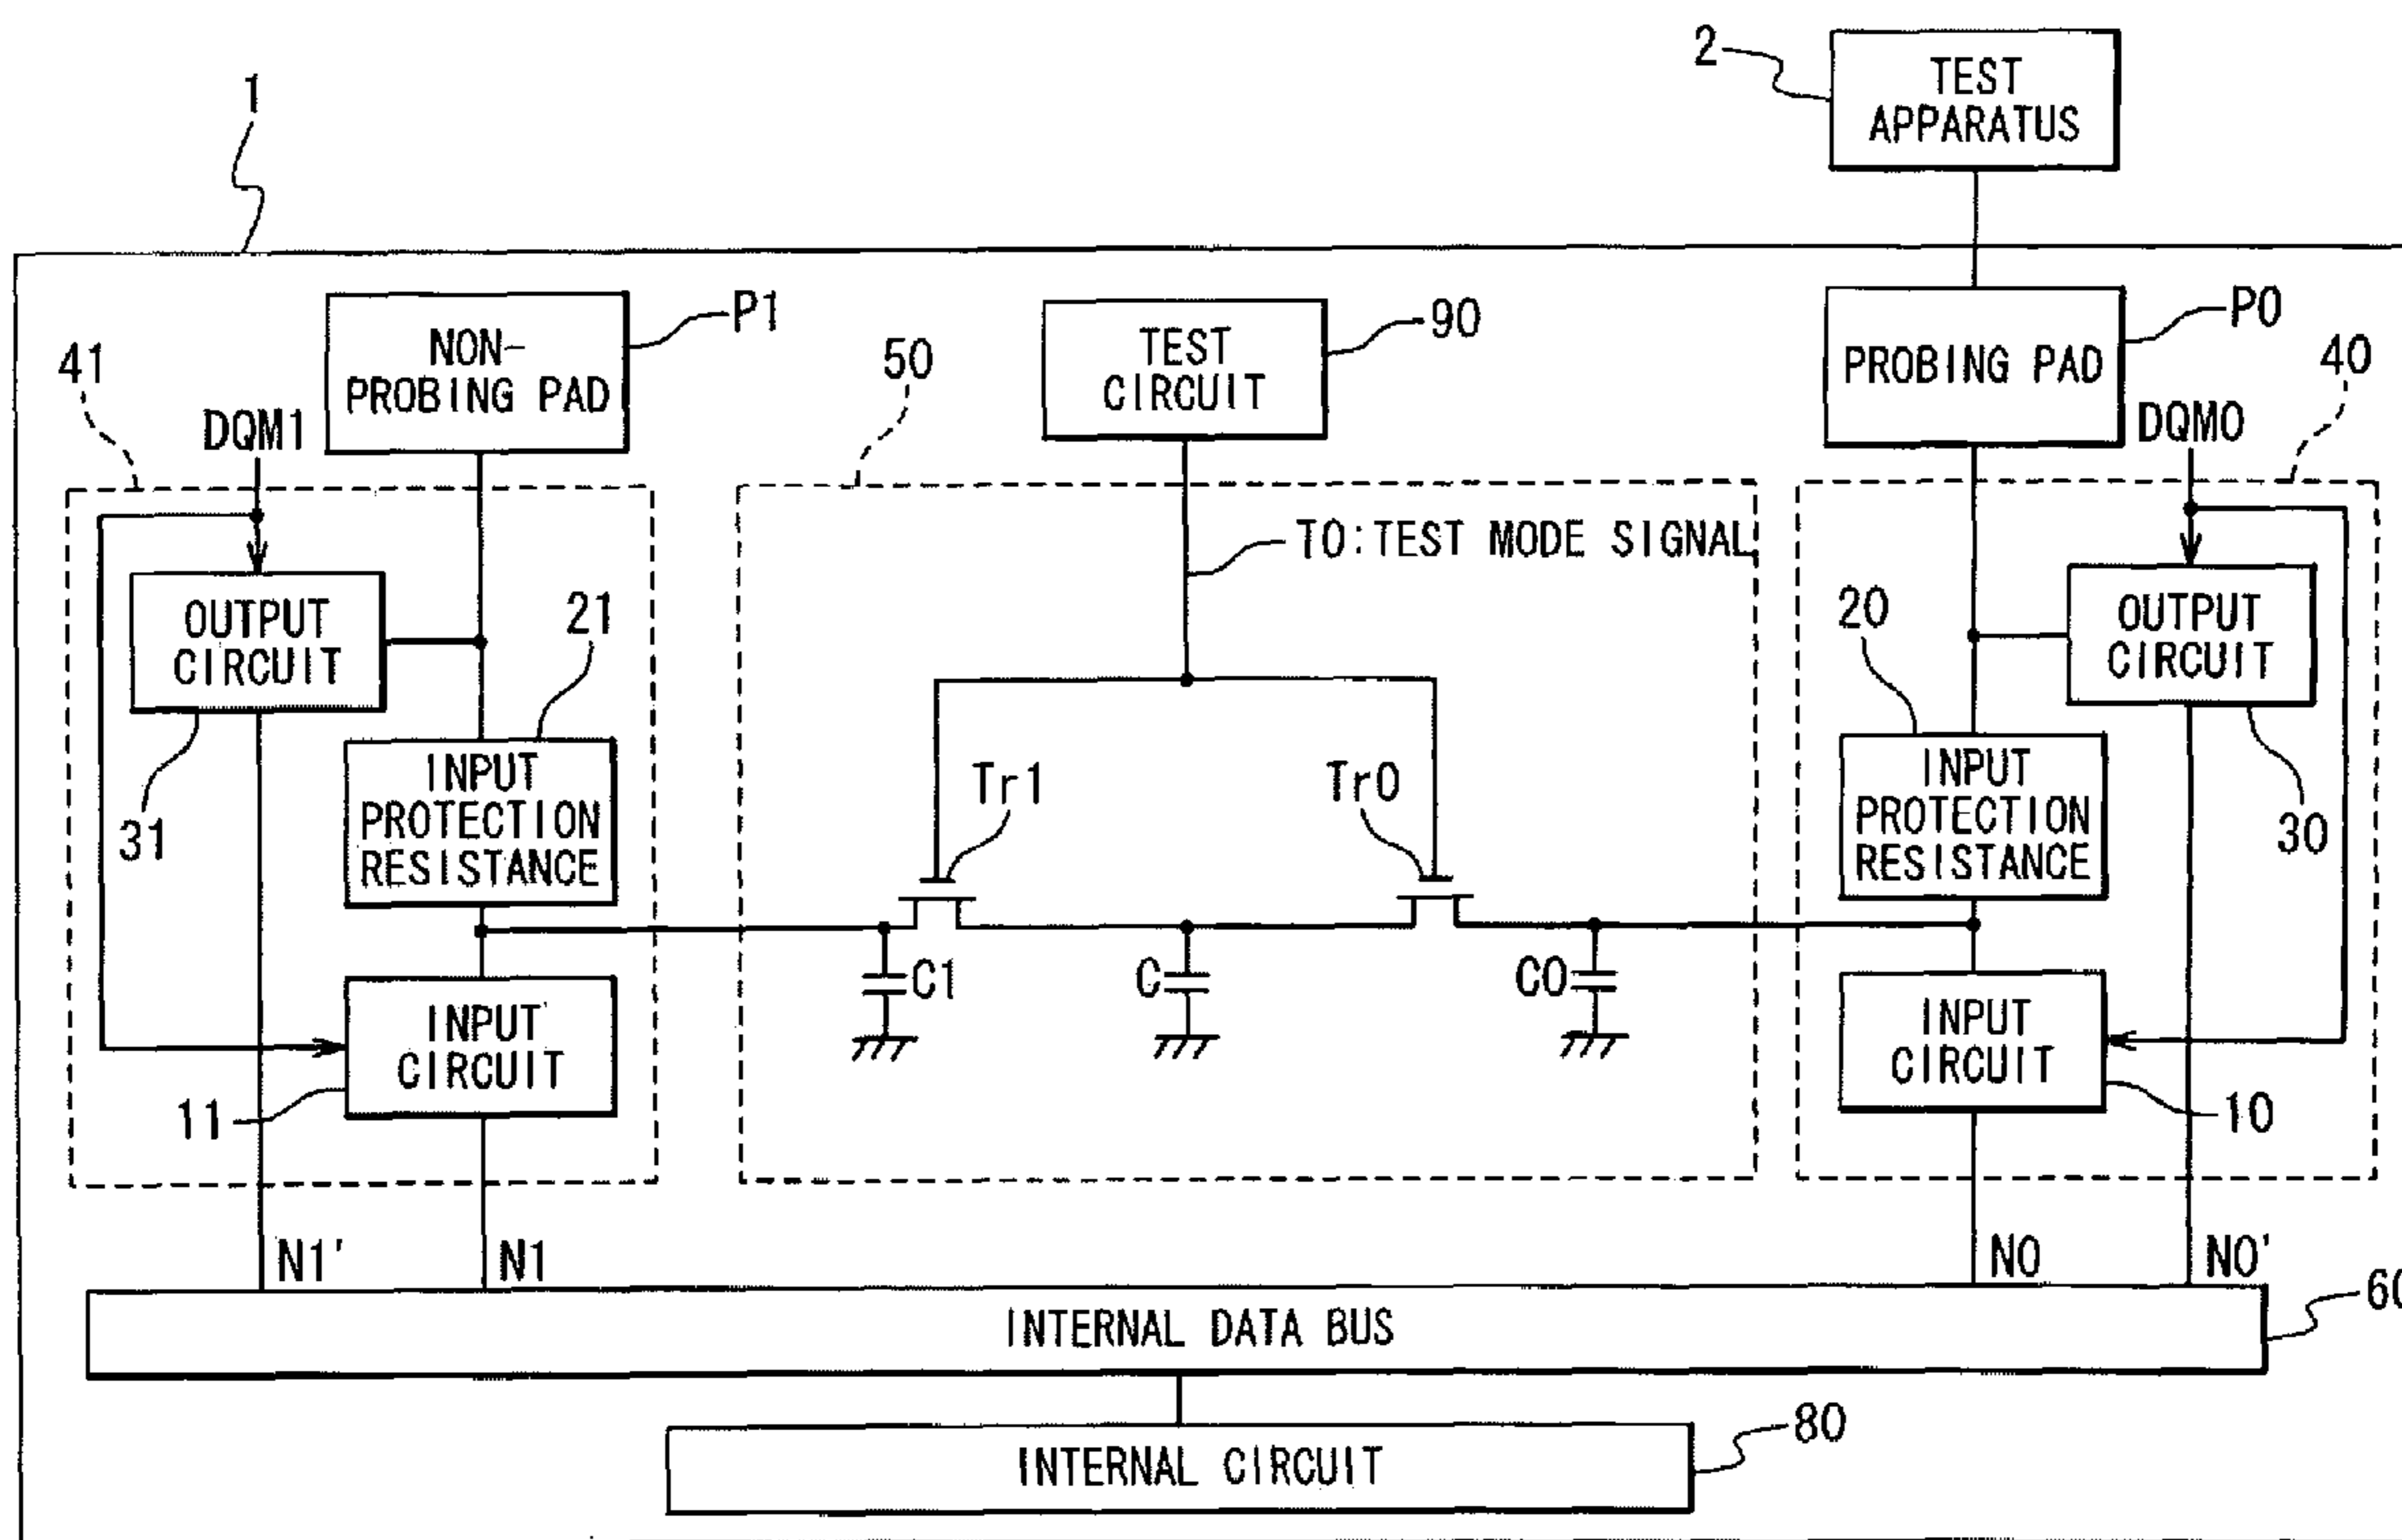 2
TEST
APPARATUS
1
NON-
PROBING PAD
P1
TEST
CIRCUIT
90
PROBING PAD
P0
41
DQM1
50
40
DQM0
T0:TEST MODE SIGNAL
OUTPUT
CIRCUIT
31
21
INPUT
PROTECTION
RESISTANCE
Tr1
Tr0
20
INPUT
PROTECTION
RESISTANCE
OUTPUT
CIRCUIT
30
C1
C
C0
INPUT
CIRCUIT
11
INPUT
CIRCUIT
10
N1'
N1
N0
N0'
INTERNAL DATA BUS
60
INTERNAL CIRCUIT
80